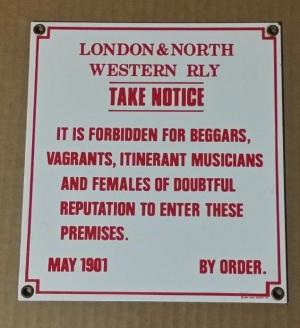 LONDON & NORTH
WESTERN RLY
TAKE NOTICE
IT IS FORBIDDEN FOR BEGGARS,
VAGRANTS, ITINERANT MUSICIANS
AND FEMALES OF DOUBTFUL
REPUTATION TO ENTER THESE
PREMISES.
MAY 1901 BY ORDER.